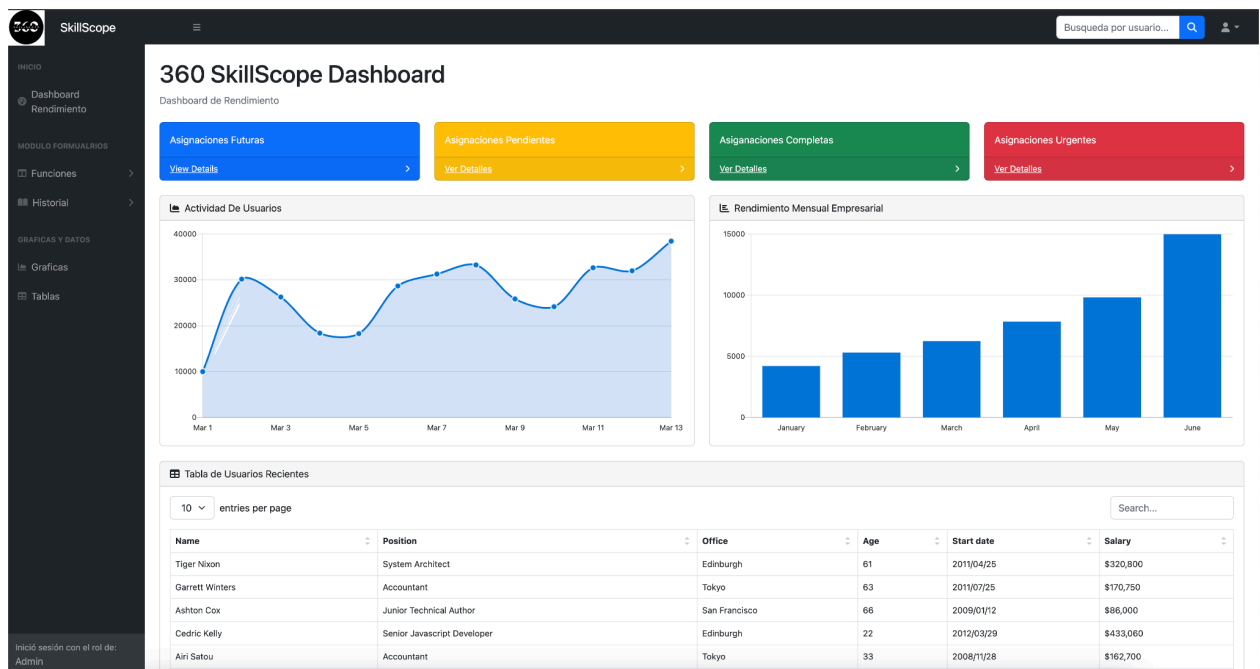 360 SkillScope
Busqueda por usuario...
INICIO
Dashboard
Rendimiento
MODULO FORMUALRIOS
Funciones
Historial
GRAFICAS Y DATOS
Graficas
Tablas
Inició sesión con el rol de:
Admin
360 SkillScope Dashboard
Dashboard de Rendimiento
Asignaciones Futuras
View Details
Asignaciones Pendientes
Ver Detalles
Asiganaciones Completas
Ver Detalles
Asignaciones Urgentes
Ver Detalles
Actividad De Usuarios
40000
30000
20000
10000
0
Mar 1 Mar 3 Mar 5 Mar 7 Mar 9 Mar 11 Mar 13
Rendimiento Mensual Empresarial
15000
10000
5000
0
January February March April May June
Tabla de Usuarios Recientes
10 entries per page
Search...
Name Position Office Age Start date Salary
Tiger Nixon System Architect Edinburgh 61 2011/04/25 $320,800
Garrett Winters Accountant Tokyo 63 2011/07/25 $170,750
Ashton Cox Junior Technical Author San Francisco 66 2009/01/12 $86,000
Cedric Kelly Senior Javascript Developer Edinburgh 22 2012/03/29 $433,060
Airi Satou Accountant Tokyo 33 2008/11/28 $162,700